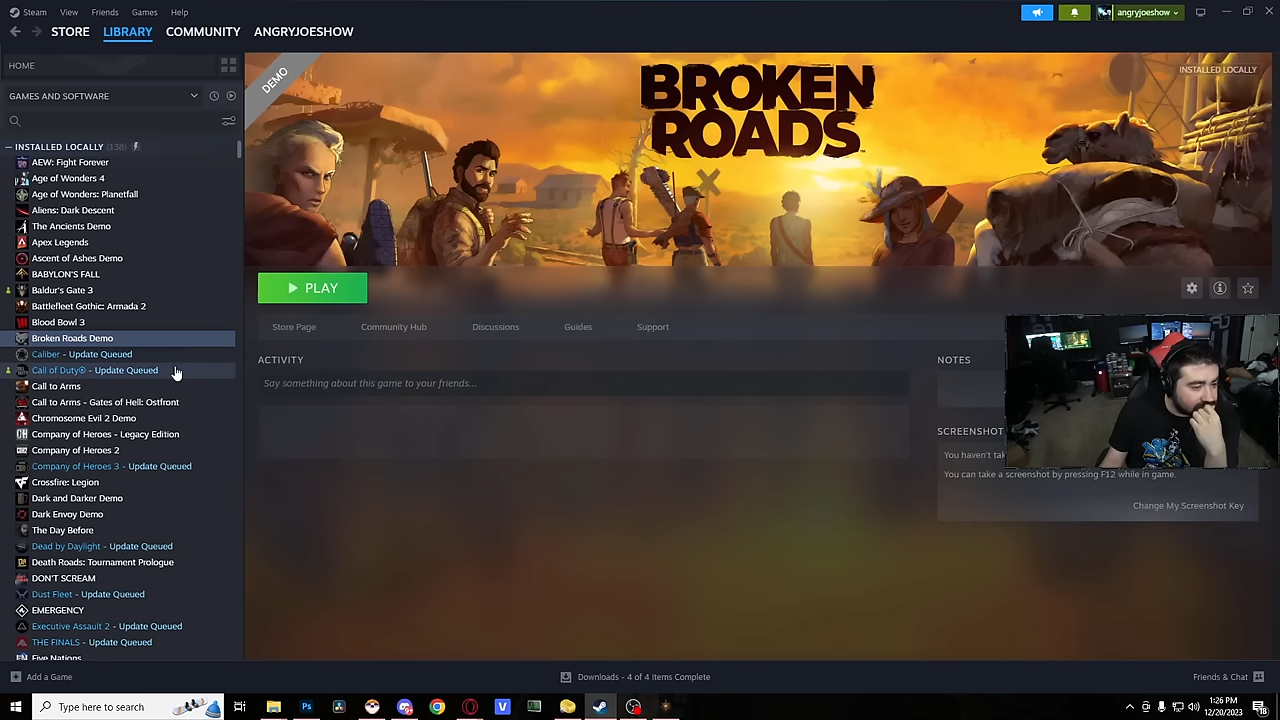 Steam View Friends Games Help
angryjoeshow
STORE LIBRARY COMMUNITY ANGRYJOESHOW
HOME
GAMES AND SOFTWARE
INSTALLED LOCALLY (136)
AEW: Fight Forever
Age of Wonders 4
Age of Wonders: Planetfall
Aliens: Dark Descent
The Ancients Demo
Apex Legends
Ascent of Ashes Demo
BABYLON'S FALL
Baldur's Gate 3
Battlefleet Gothic: Armada 2
Blood Bowl 3
Broken Roads Demo
Caliber - Update Queued
Call of Duty® - Update Queued
Call to Arms
Call to Arms - Gates of Hell: Ostfront
Chromosome Evil 2 Demo
Company of Heroes - Legacy Edition
Company of Heroes 2
Company of Heroes 3 - Update Queued
Crossfire: Legion
Dark and Darker Demo
Dark Envoy Demo
The Day Before
Dead by Daylight - Update Queued
Death Roads: Tournament Prologue
DON'T SCREAM
Dust Fleet - Update Queued
EMERGENCY
Executive Assault 2 - Update Queued
THE FINALS - Update Queued
Five Nations
DEMO
BROKEN
ROADS
INSTALLED LOCALLY
PLAY
Store Page Community Hub Discussions Guides Support
ACTIVITY
Say something about this game to your friends...
NOTES
SCREENSHOT
You haven't tak
You can take a screenshot by pressing F12 while in game.
Change My Screenshot Key
Add a Game
Downloads - 4 of 4 Items Complete
Friends & Chat
Type here to search
1:26 PM
12/20/2023